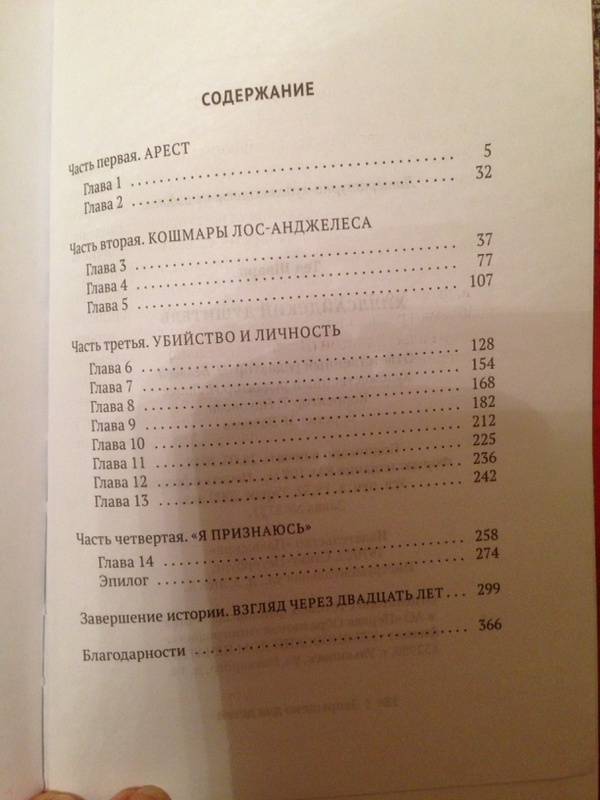 СОДЕРЖАНИЕ
Часть первая. АРЕСТ
Глава 1 . . . . . . . . . . . . . . . . . . . . . . . . . . . . . . . . . . . 5
Глава 2 . . . . . . . . . . . . . . . . . . . . . . . . . . . . . . . . . . . 32
Часть вторая. КОШМАРЫ ЛОС-АНДЖЕЛЕСА
Глава 3 . . . . . . . . . . . . . . . . . . . . . . . . . . . . . . . . . . . 37
Глава 4 . . . . . . . . . . . . . . . . . . . . . . . . . . . . . . . . . . . 77
Глава 5 . . . . . . . . . . . . . . . . . . . . . . . . . . . . . . . . . . . 107
Часть третья. УБИЙСТВО И ЛИЧНОСТЬ
Глава 6 . . . . . . . . . . . . . . . . . . . . . . . . . . . . . . . . . . . 128
Глава 7 . . . . . . . . . . . . . . . . . . . . . . . . . . . . . . . . . . . 154
Глава 8 . . . . . . . . . . . . . . . . . . . . . . . . . . . . . . . . . . . 168
Глава 9 . . . . . . . . . . . . . . . . . . . . . . . . . . . . . . . . . . . 182
Глава 10 . . . . . . . . . . . . . . . . . . . . . . . . . . . . . . . . . . 212
Глава 11 . . . . . . . . . . . . . . . . . . . . . . . . . . . . . . . . . . 225
Глава 12 . . . . . . . . . . . . . . . . . . . . . . . . . . . . . . . . . . 236
Глава 13 . . . . . . . . . . . . . . . . . . . . . . . . . . . . . . . . . . 242
Часть четвертая. «Я ПРИЗНАЮСЬ» 258
Глава 14 . . . . . . . . . . . . . . . . . . . . . . . . . . . . . . . . . . 274
Эпилог . . . . . . . . . . . . . . . . . . . . . . . . . . . . . . . . . . .
Завершение истории. ВЗГЛЯД ЧЕРЕЗ ДВАДЦАТЬ ЛЕТ . . . 299
Благодарности . . . . . . . . . . . . . . . . . . . . . . . . . . . . . 366